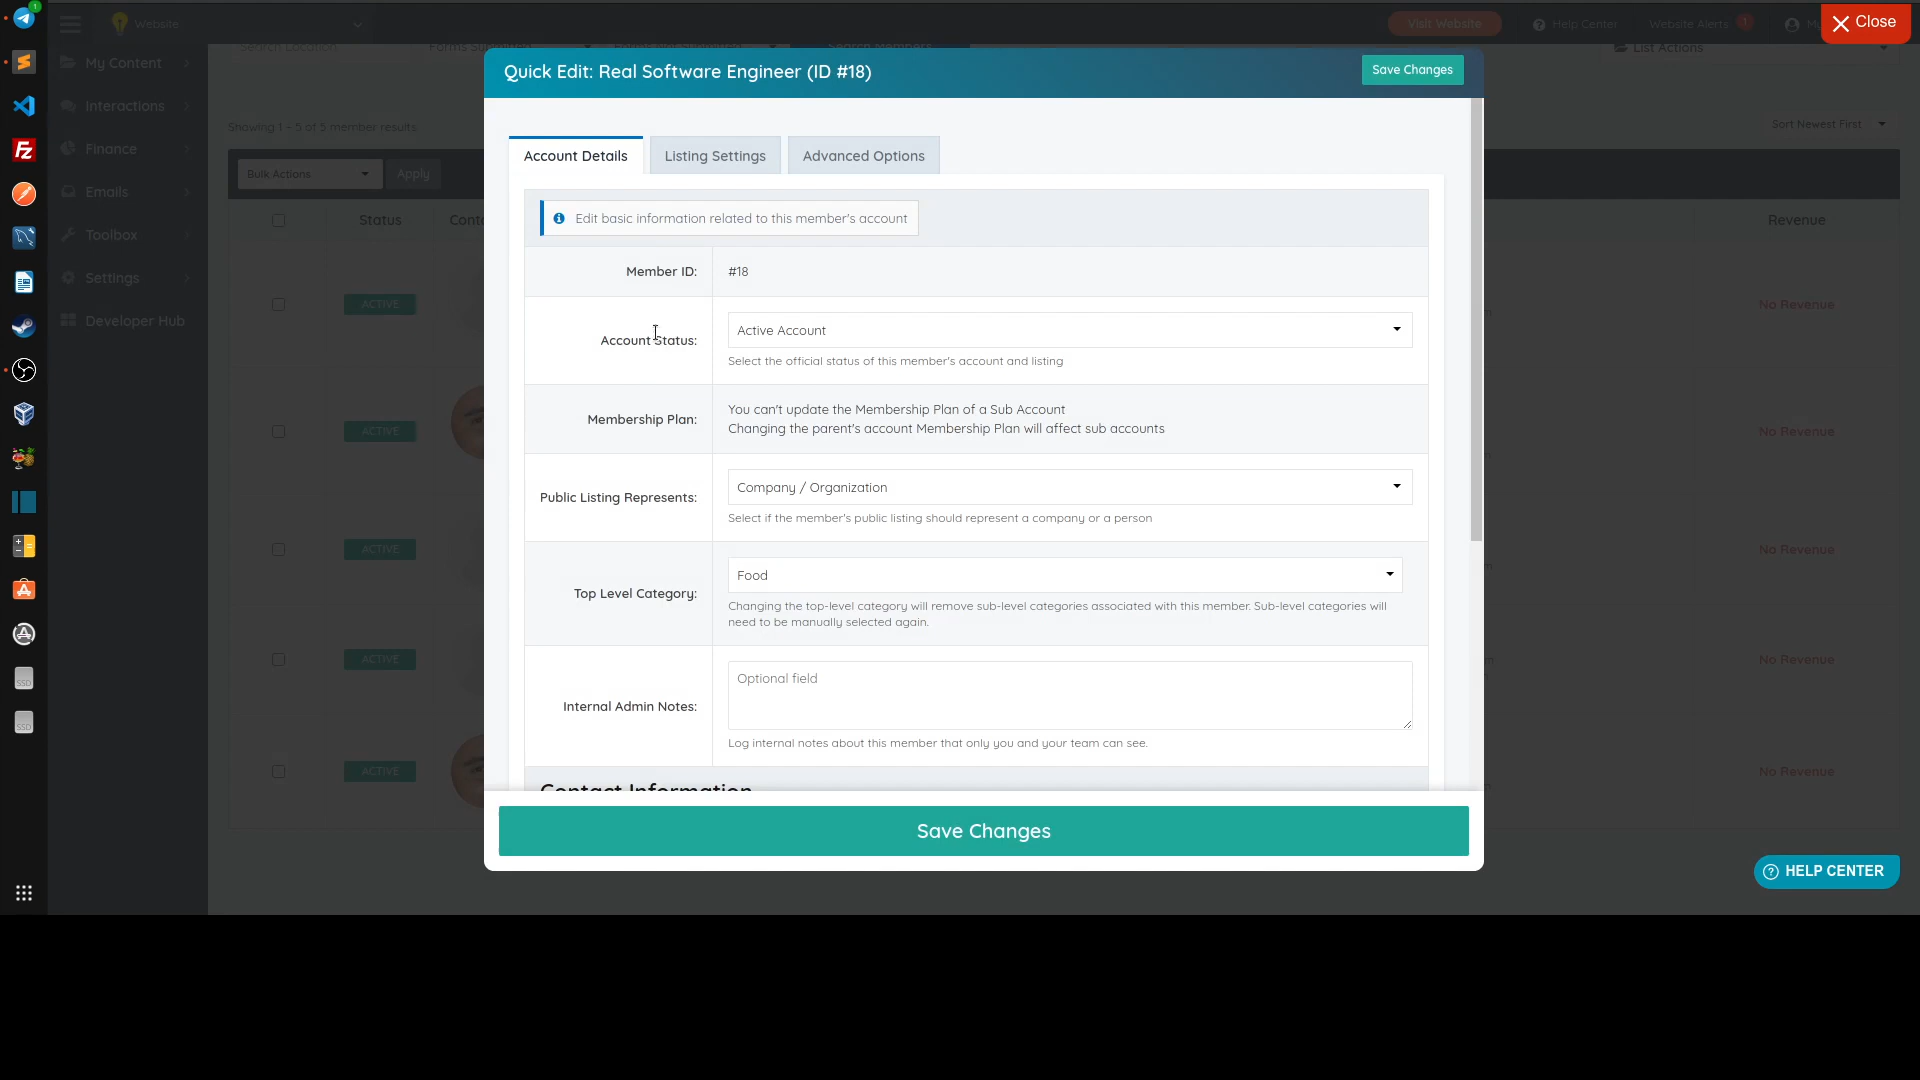 1
Website
Visit Website
Help Center
Website Alerts
1
My
Close
Search Location
List Actions
My Content
Interactions
Finance
Emails
Toolbox
Settings
Developer Hub
Showing 1 - 5 of 5 member results
Sort Newest First
Bulk Actions
Apply
Status
Cont
Revenue
ACTIVE
No Revenue
ACTIVE
No Revenue
ACTIVE
No Revenue
ACTIVE
No Revenue
ACTIVE
No Revenue
Quick Edit: Real Software Engineer (ID #18)
Save Changes
Account Details
Listing Settings
Advanced Options
Edit basic information related to this member's account
Member ID:
#18
Account Status:
Active Account
Select the official status of this member's account and listing
Membership Plan:
You can't update the Membership Plan of a Sub Account
Changing the parent's account Membership Plan will affect sub accounts
Public Listing Represents:
Company / Organization
Select if the member's public listing should represent a company or a person
Top Level Category:
Food
Changing the top-level category will remove sub-level categories associated with this member. Sub-level categories will
need to be manually selected again.
Internal Admin Notes:
Optional field
Log internal notes about this member that only you and your team can see.
Contact Information
Save Changes
HELP CENTER